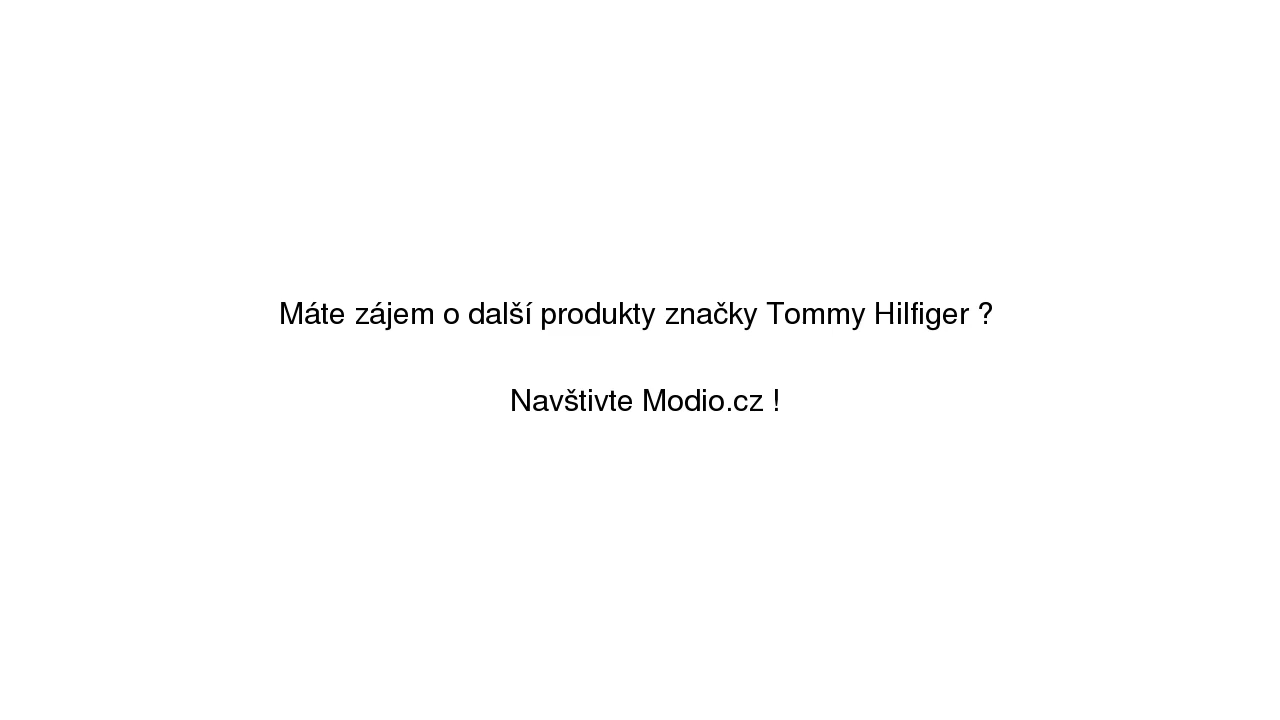 Máte zájem o další produkty značky Tommy Hilfiger ?
Navštivte Modio.cz !